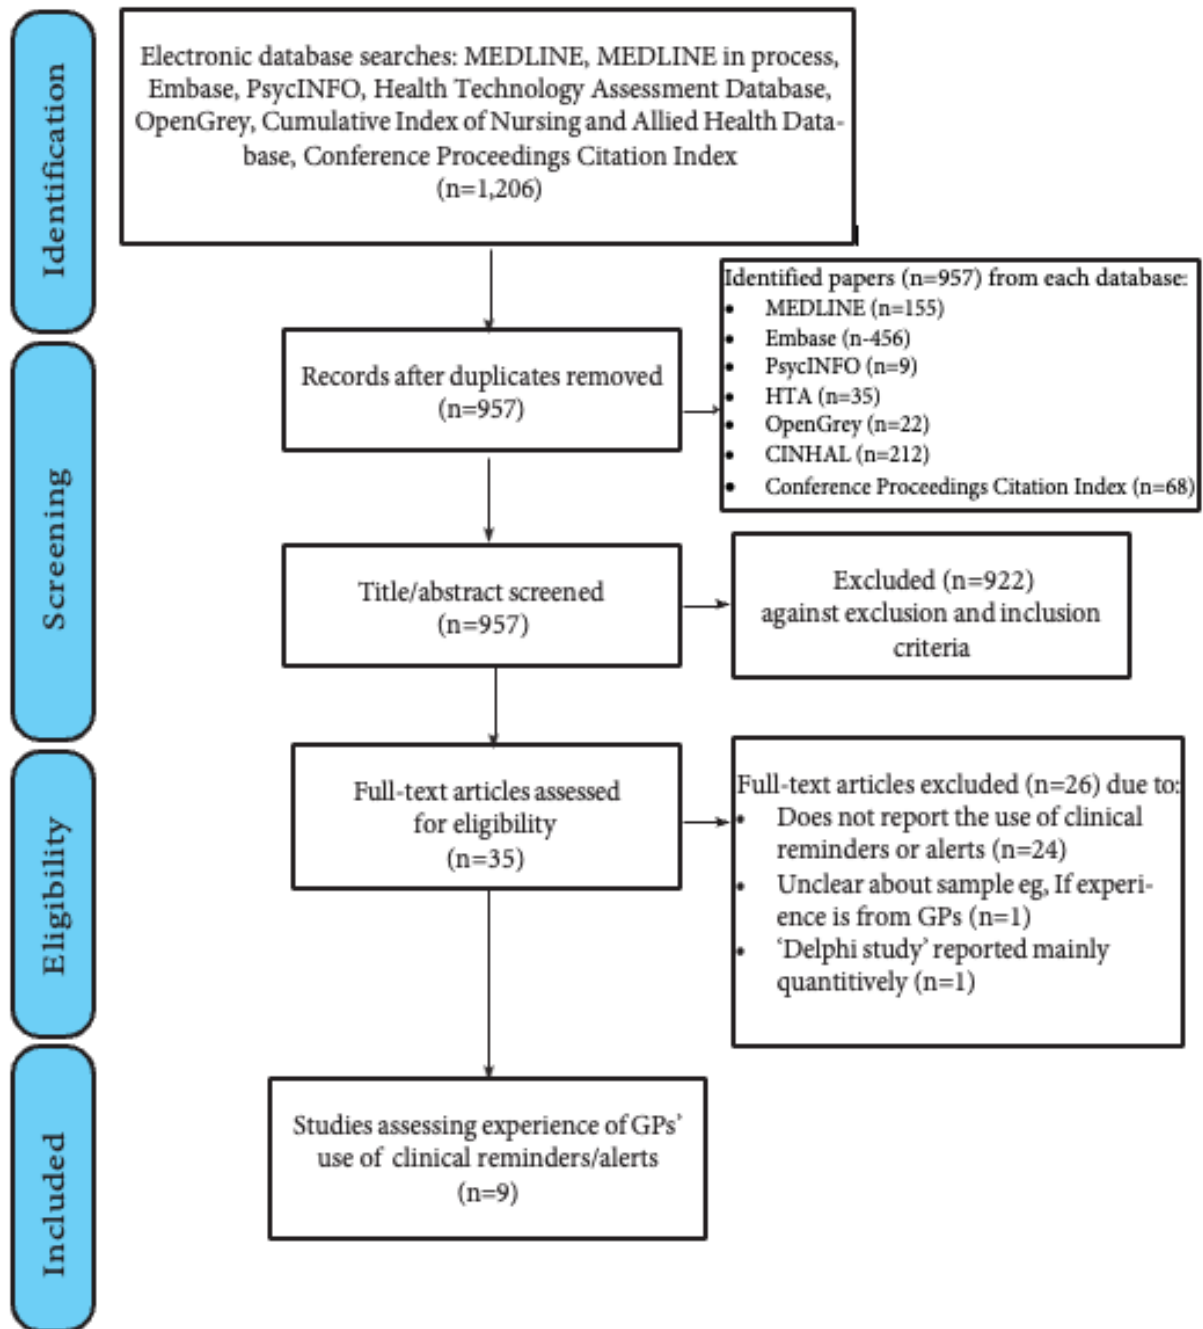 Identification
Electronic database searches: MEDLINE, MEDLINE in process,
Embase, PsycINFO, Health Technology Assessment Database,
OpenGrey, Cumulative Index of Nursing and Allied Health Data-
base, Conference Proceedings Citation Index
(n=1,206)
Screening
Records after duplicates removed
(n=957)
Identified papers (n=957) from each database:
• MEDLINE (n=155)
• Embase (n-456)
• PsycINFO (n=9)
• HTA (n=35)
• OpenGrey (n=22)
• CINHAL (n=212)
• Conference Proceedings Citation Index (n=68)
Title/abstract screened
(n=957)
Excluded (n=922)
against exclusion and inclusion
criteria
Eligibility
Full-text articles assessed
for eligibility
(n=35)
Full-text articles excluded (n=26) due to:
• Does not report the use of clinical
reminders or alerts (n=24)
• Unclear about sample eg, If experi-
ence is from GPs (n=1)
• ‘Delphi study’ reported mainly
quantitively (n=1)
Included
Studies assessing experience of GPs’
use of clinical reminders/alerts
(n=9)